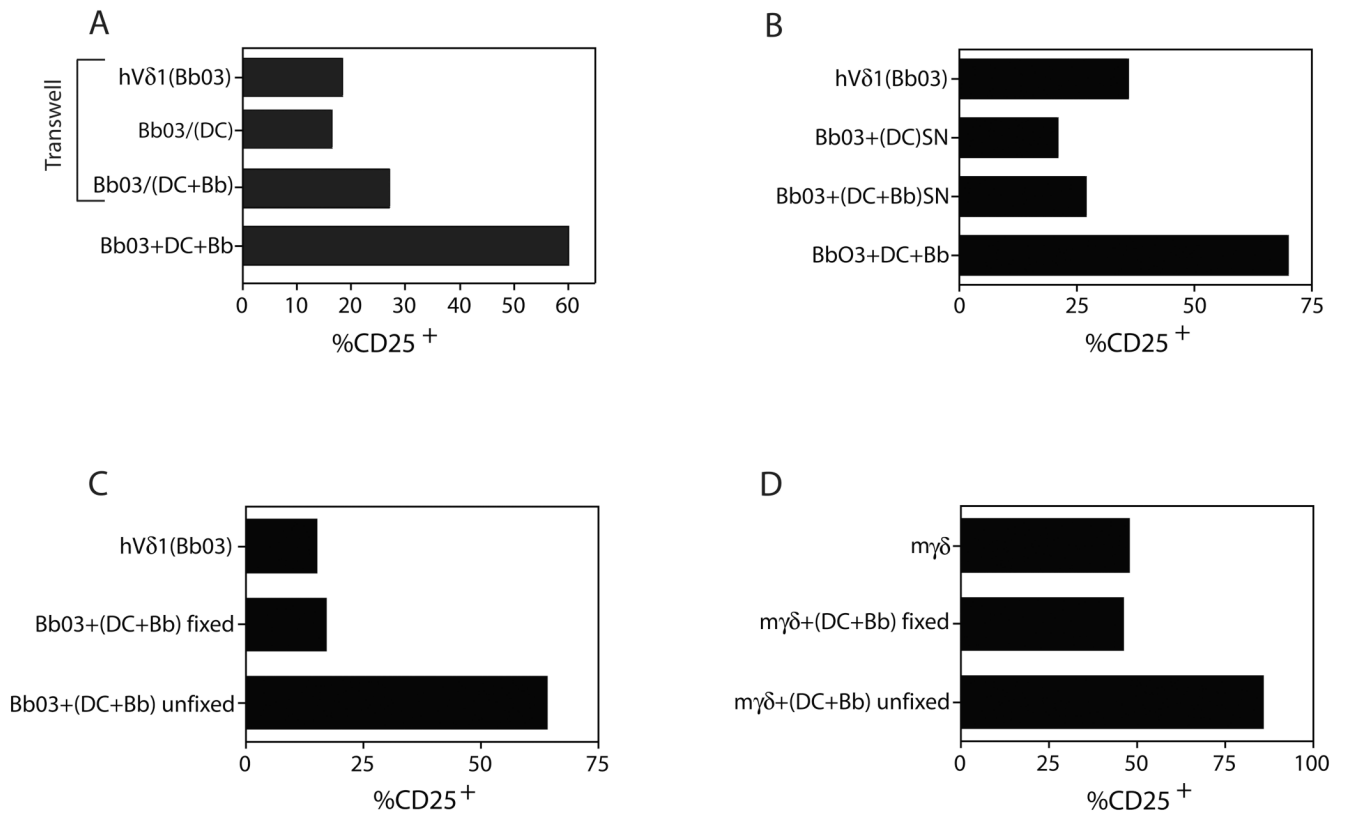 A
Transwell
hVδ1(Bb03)
Bb03/(DC)
Bb03/(DC+Bb)
Bb03+DC+Bb
0 10 20 30 40 50 60
%CD25 +
B
hVδ1(Bb03)
Bb03+(DC)SN
Bb03+(DC+Bb)SN
BbO3+DC+Bb
0 25 50 75
%CD25 +
C
hVδ1(Bb03)
Bb03+(DC+Bb) fixed
Bb03+(DC+Bb) unfixed
0 25 50 75
%CD25 +
D
mγδ
mγδ+(DC+Bb) fixed
mγδ+(DC+Bb) unfixed
0 25 50 75 100
%CD25 +